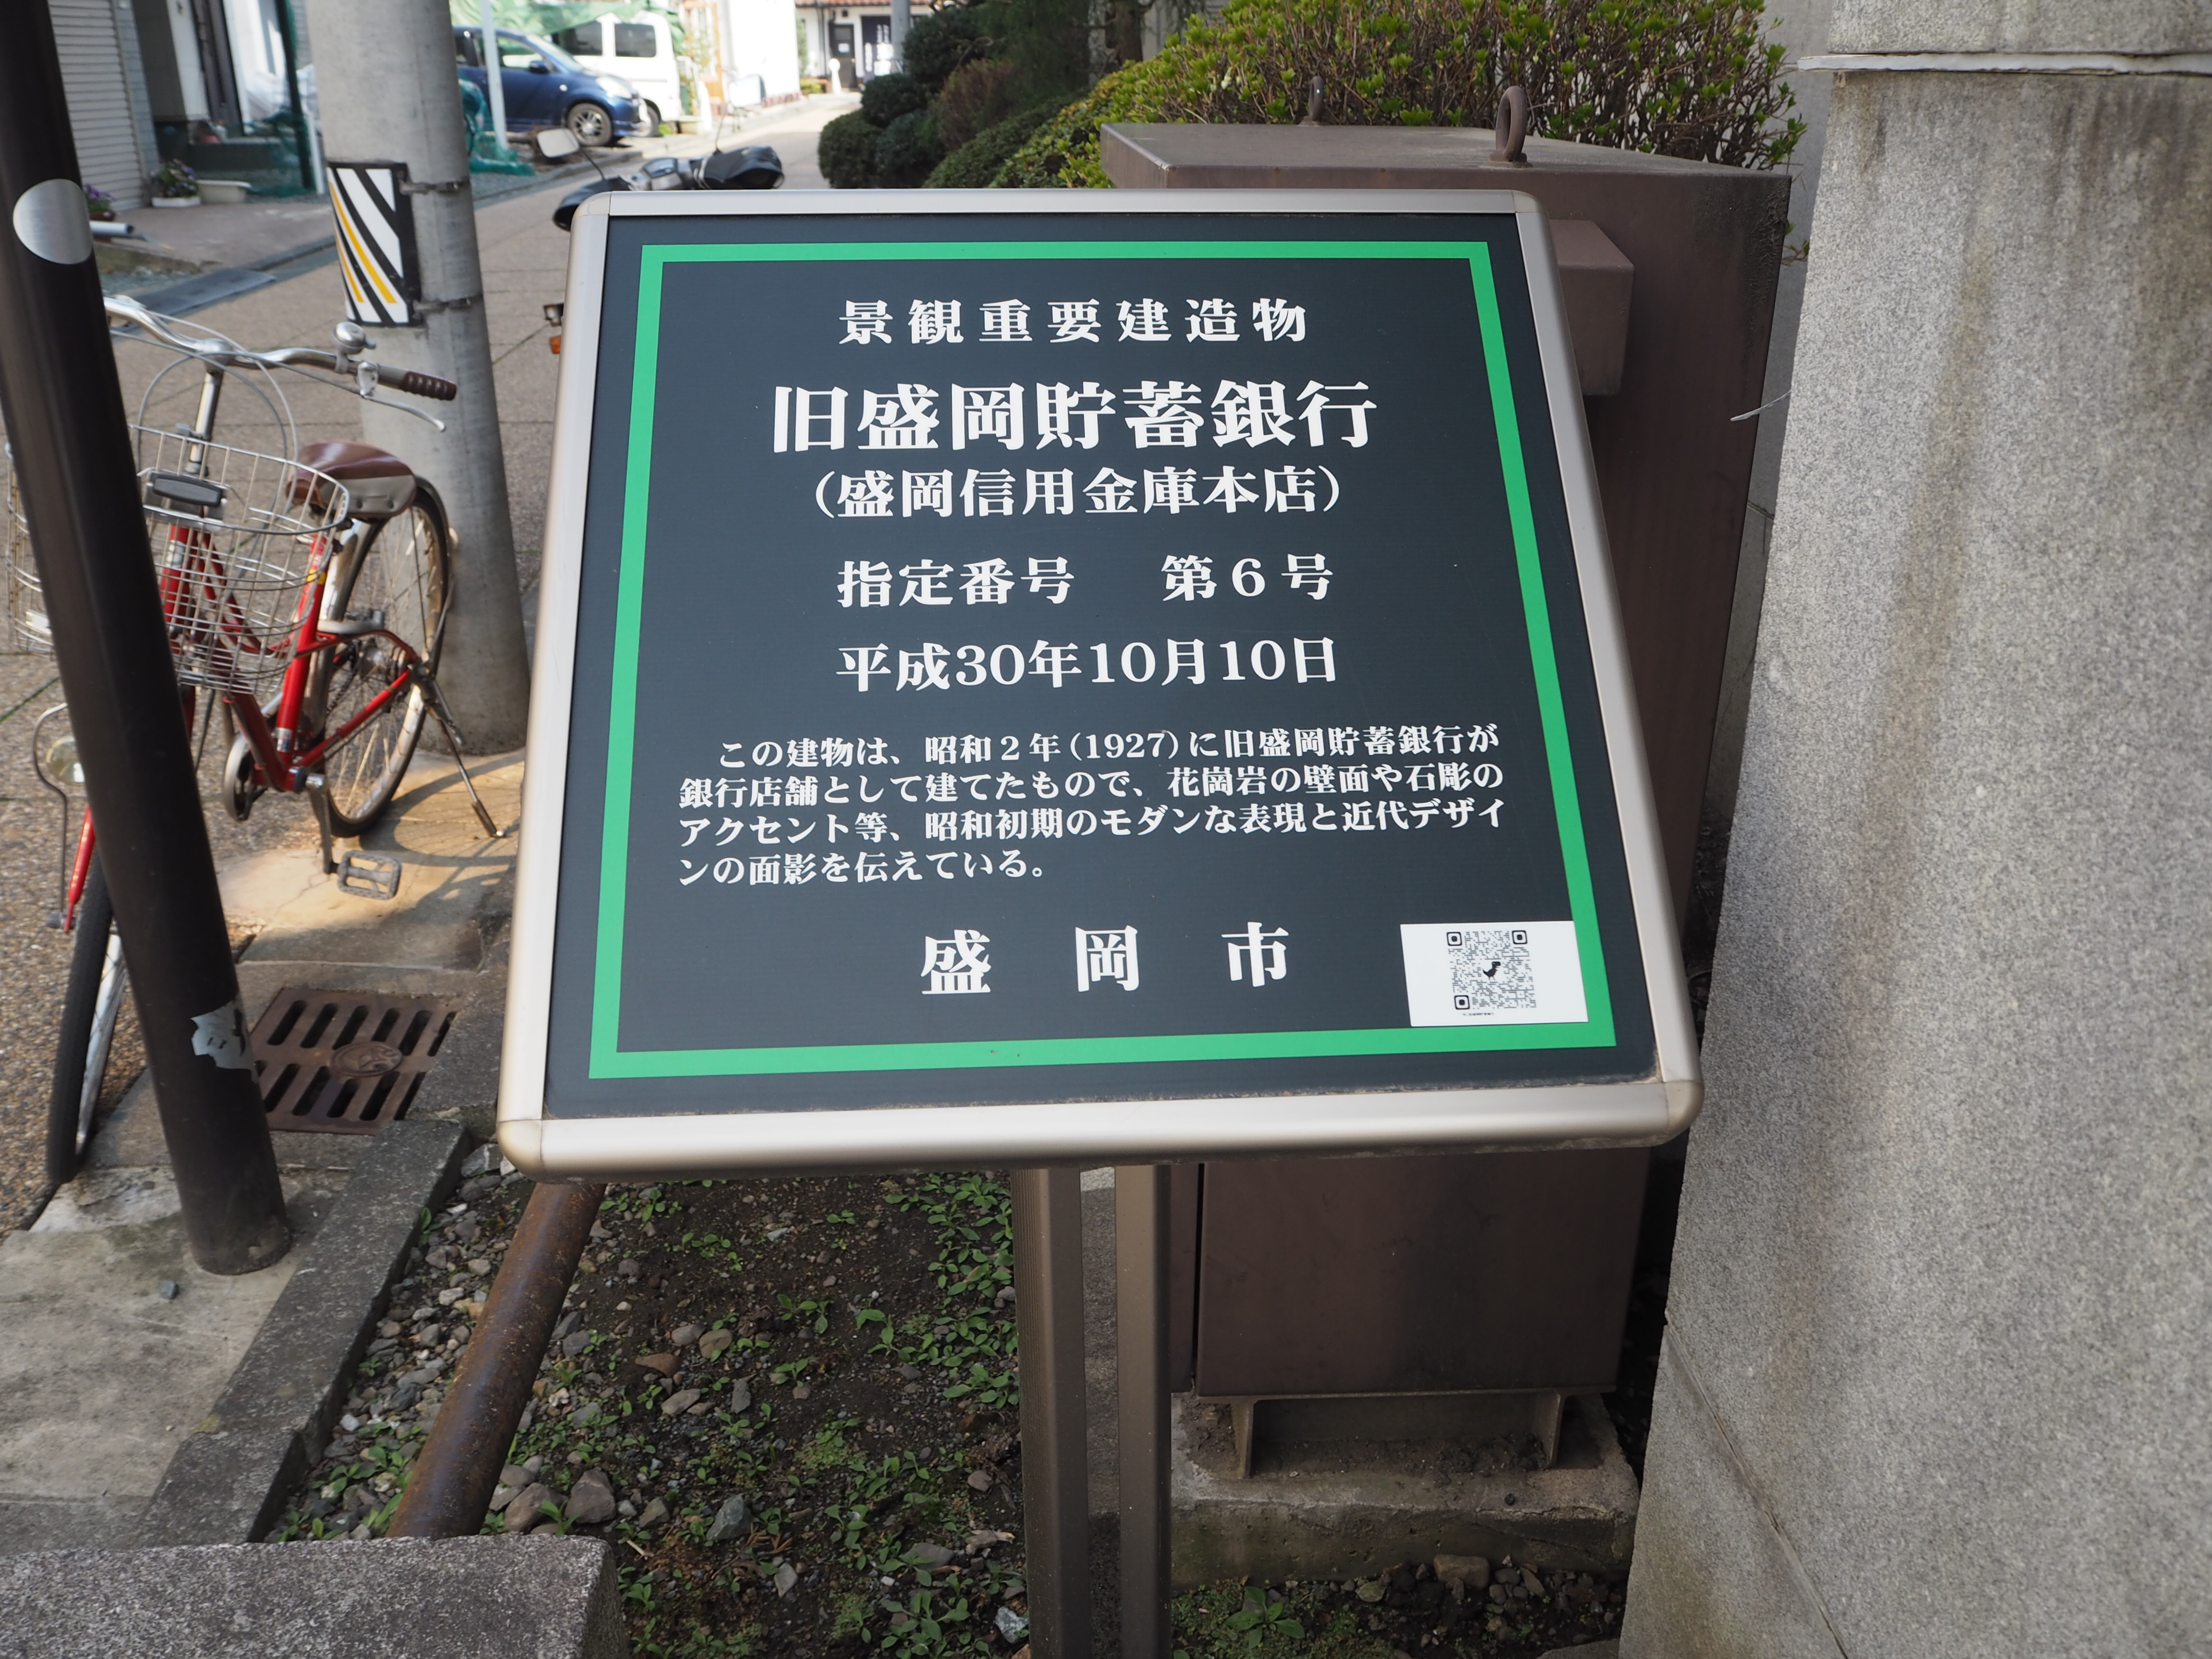 景観重要建造物
旧盛岡貯蓄銀行
(盛岡信用金庫本店)
指定番号　第6号
平成30年10月10日
この建物は、昭和2年(1927)に旧盛岡貯蓄銀行が
銀行店舗として建てたもので、花崗岩の壁面や石彫の
アクセント等、昭和初期のモダンな表現と近代デザイ
ンの面影を伝えている。
盛岡市